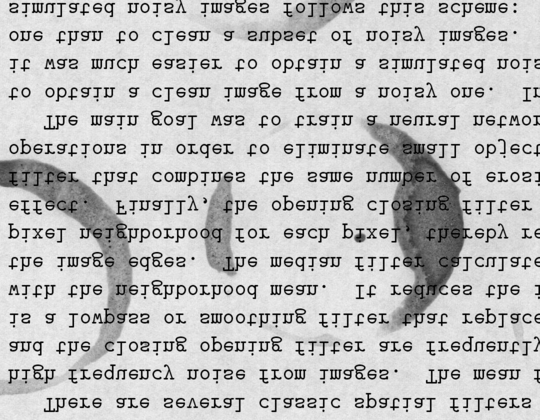 There are several classic spatial filters
high frequency noise from images. The mean f
and the closing opening filter are frequently
is a lowpass or smoothing filter that replace
with the neighborhood mean. It reduces the i
the image edges. The median filter calculate
pixel neighborhood for each pixel, thereby re
effect. Finally, the opening closing filter
filter that combines the same number of erosi
operations in order to eliminate small object
The main goal was to train a neural networ
to obtain a clean image from a noisy one. In
it was much easier to obtain a simulated nois
one than to clean a subset of noisy images.
simulated noisy images follows this scheme: